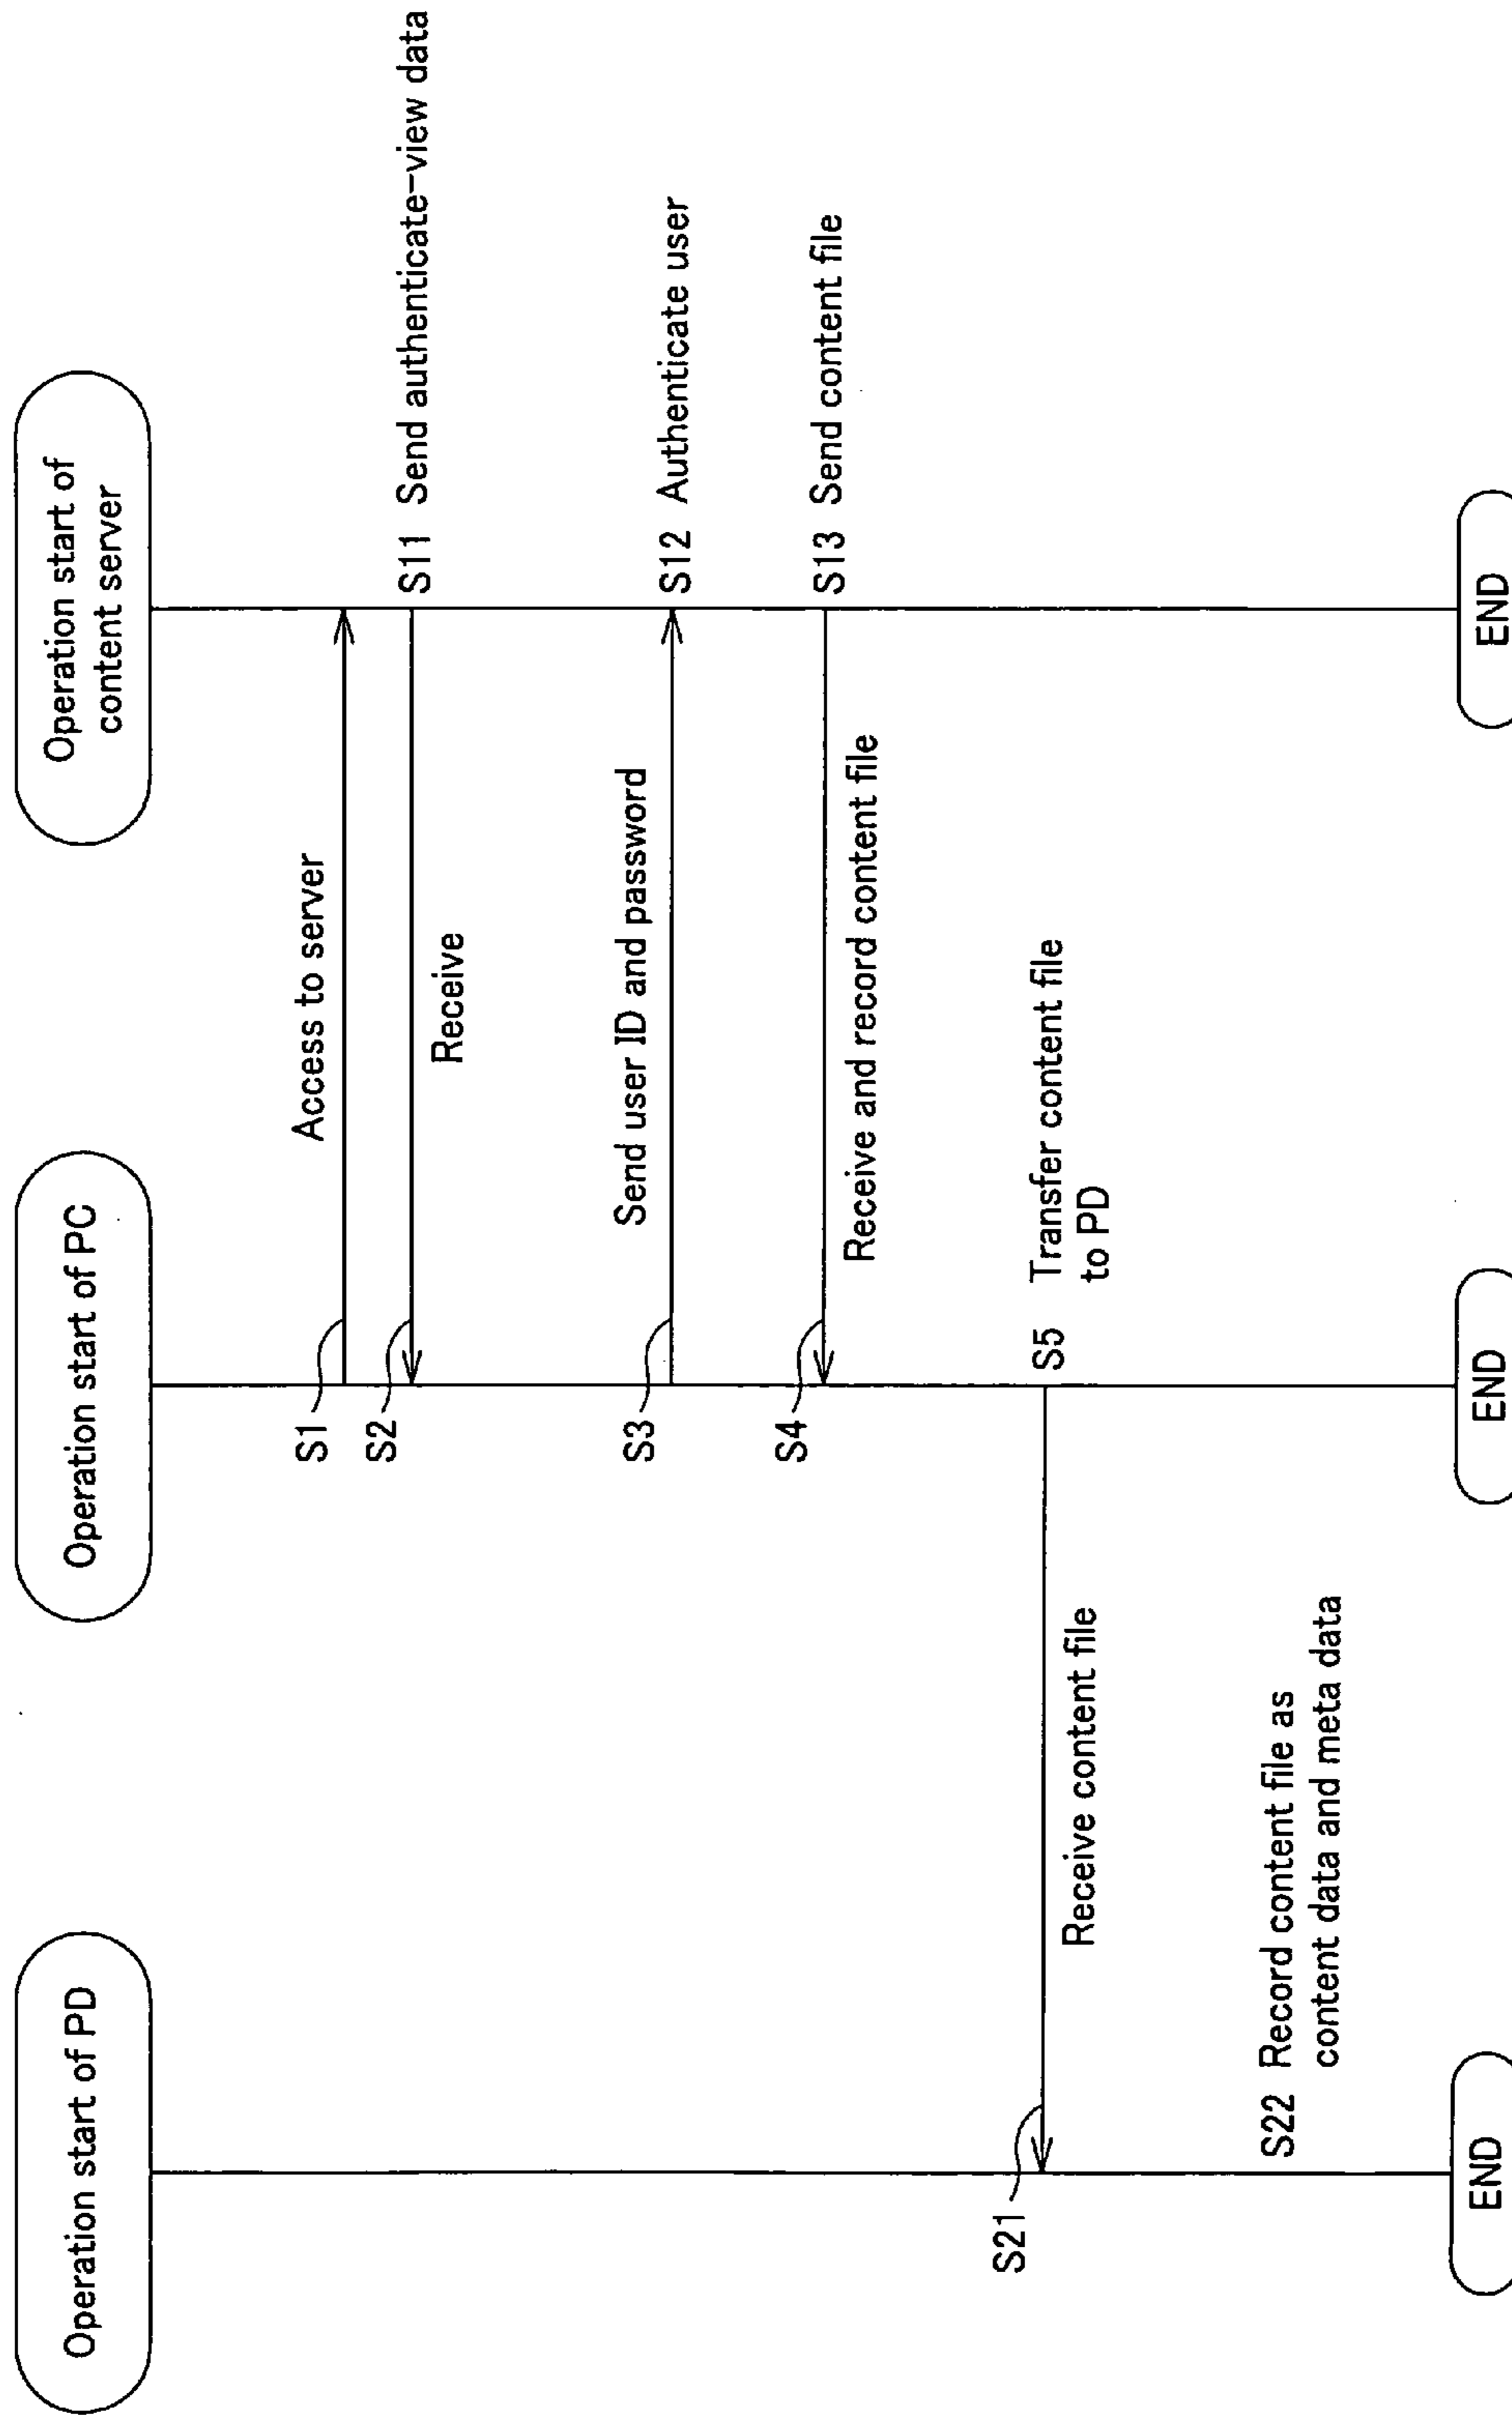 Operation start of PD
Operation start of PC
Operation start of
content server
S1
Access to server
S2
Receive
S11 Send authenticate-view data
S3
Send user ID and password
S12 Authenticate user
S4
Receive and record content file
S13 Send content file
S21
Receive content file
S5 Transfer content file
to PD
S22 Record content file as
content data and meta data
END
END
END